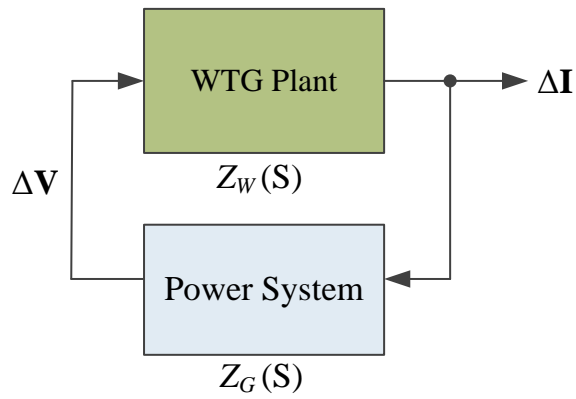 WTG Plant
ΔI
Z_W(S)
ΔV
Power System
Z_G(S)